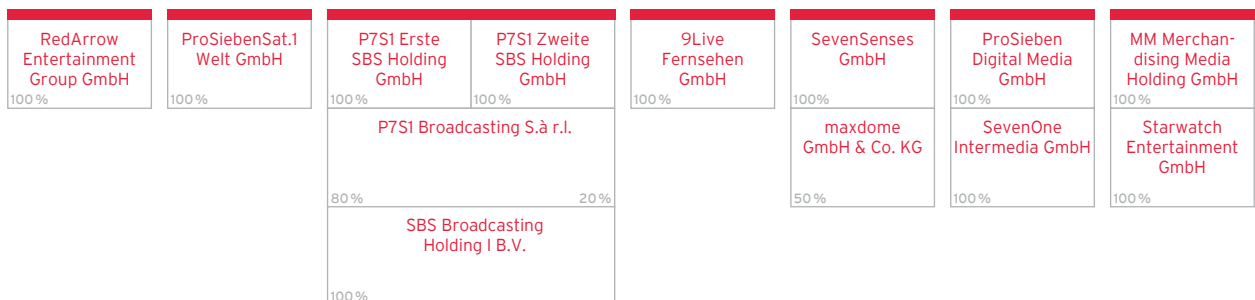 RedArrow
Entertainment
Group GmbH
100 %
ProSiebenSat.1
Welt GmbH
100 %
P7S1 Erste
SBS Holding
GmbH
100 %
P7S1 Zweite
SBS Holding
GmbH
100 %
P7S1 Broadcasting S.à r.l.
80 %
20 %
SBS Broadcasting
Holding I B.V.
100 %
9Live
Fernsehen
GmbH
100 %
SevenSenses
GmbH
100%
maxdome
GmbH & Co. KG
50 %
ProSieben
Digital Media
GmbH
100 %
SevenOne
Intermedia GmbH
100 %
MM Merchan-
dising Media
Holding GmbH
100 %
Starwatch
Entertainment
GmbH
100 %